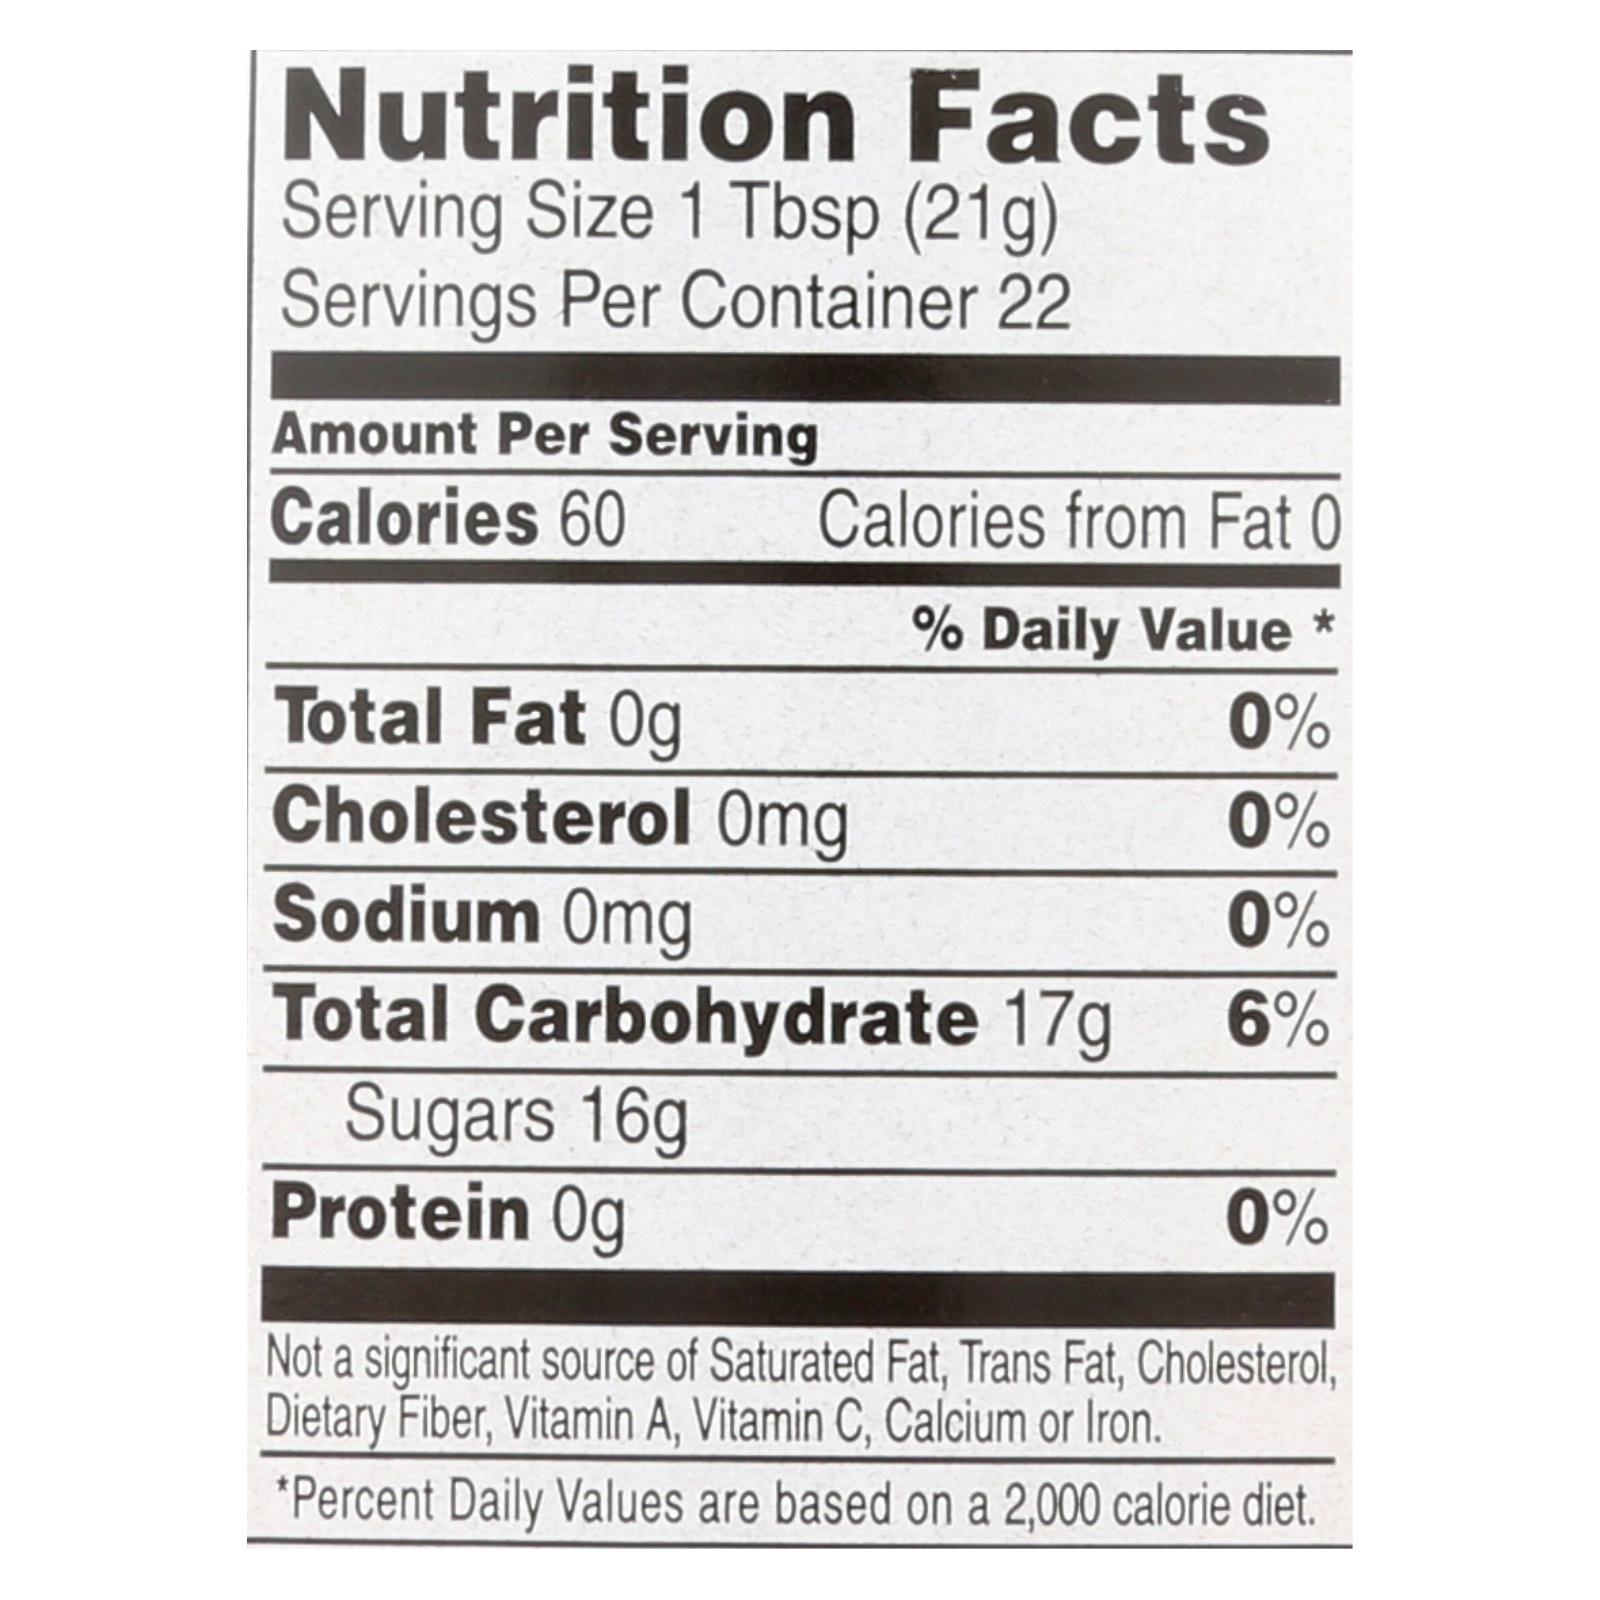 Nutrition Facts
Serving Size 1 Tbsp (21g)
Servings Per Container 22
Amount Per Serving
Calories 60 Calories from Fat 0
% Daily Value *
Total Fat 0g 0%
Cholesterol 0mg 0%
Sodium 0mg 0%
Total Carbohydrate 17g 6%
Sugars 16g
Protein 0g 0%
Not a significant source of Saturated Fat, Trans Fat, Cholesterol,
Dietary Fiber, Vitamin A, Vitamin C, Calcium or Iron.
*Percent Daily Values are based on a 2,000 calorie diet.